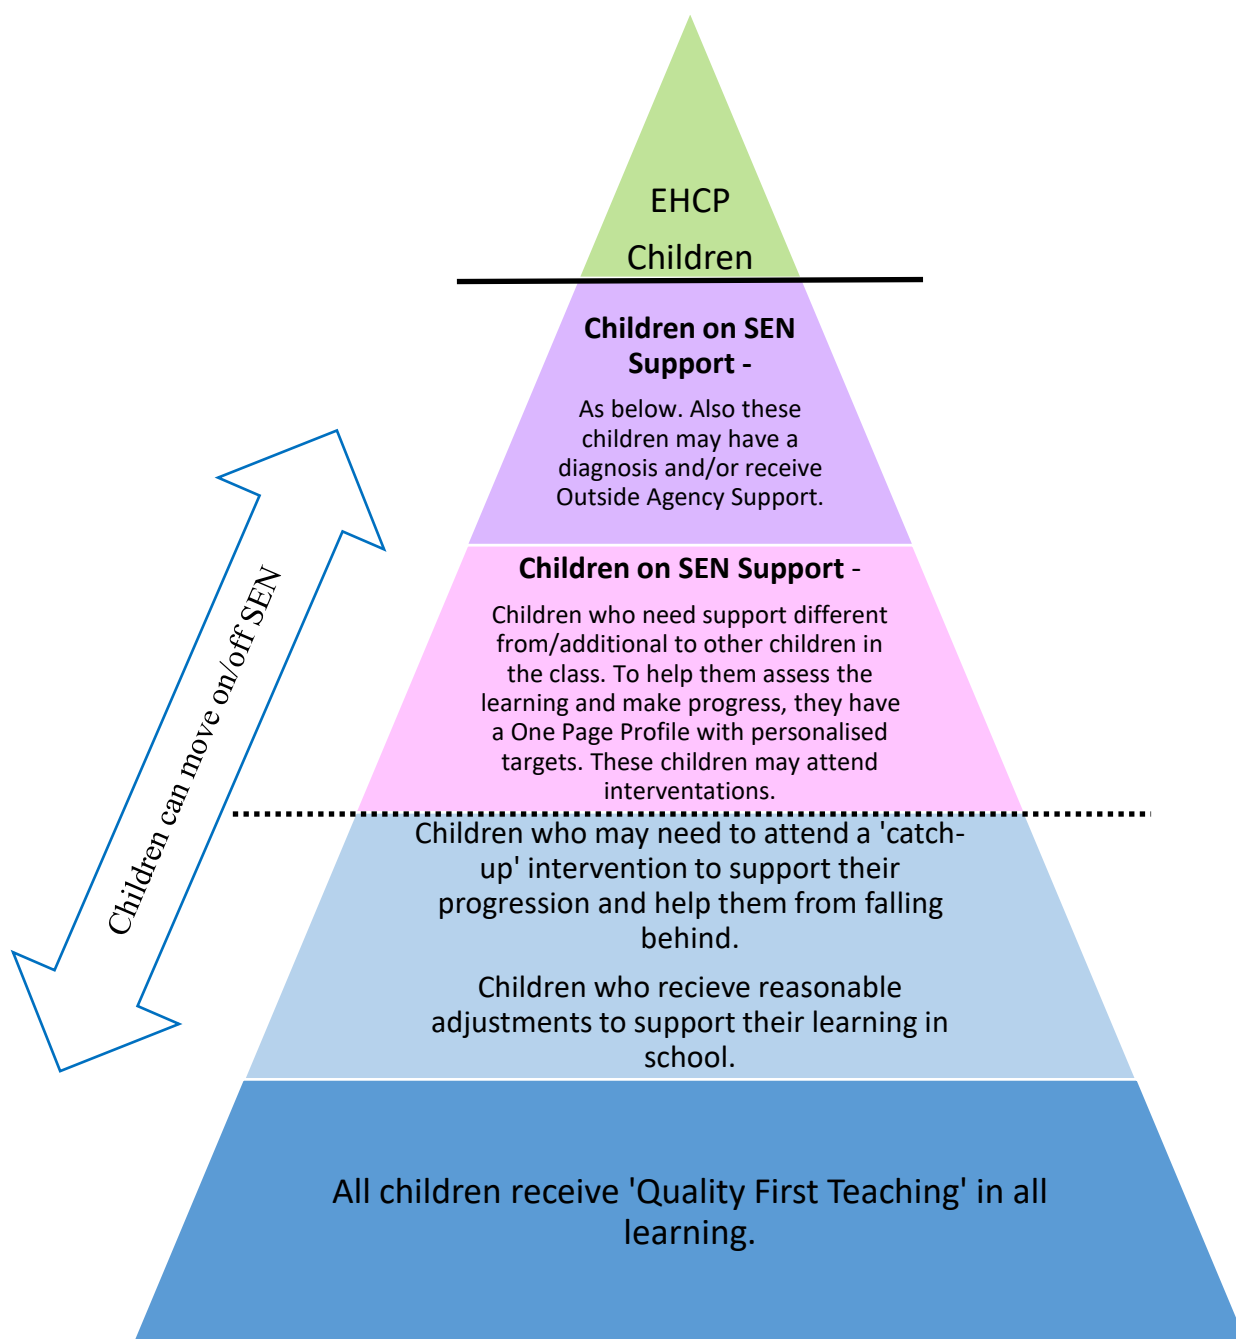 EHCP
Children
Children on SEN
Support -
As below. Also these
children may have a
diagnosis and/or receive
Outside Agency Support.
Children can move on/off SEN
Children on SEN Support -
Children who need support different
from/additional to other children in
the class. To help them assess the
learning and make progress, they have
a One Page Profile with personalised
targets. These children may attend
interventations.
Children who may need to attend a 'catch-
up' intervention to support their
progression and help them from falling
behind.
Children who recieve reasonable
adjustments to support their learning in
school.
All children receive 'Quality First Teaching' in all
learning.